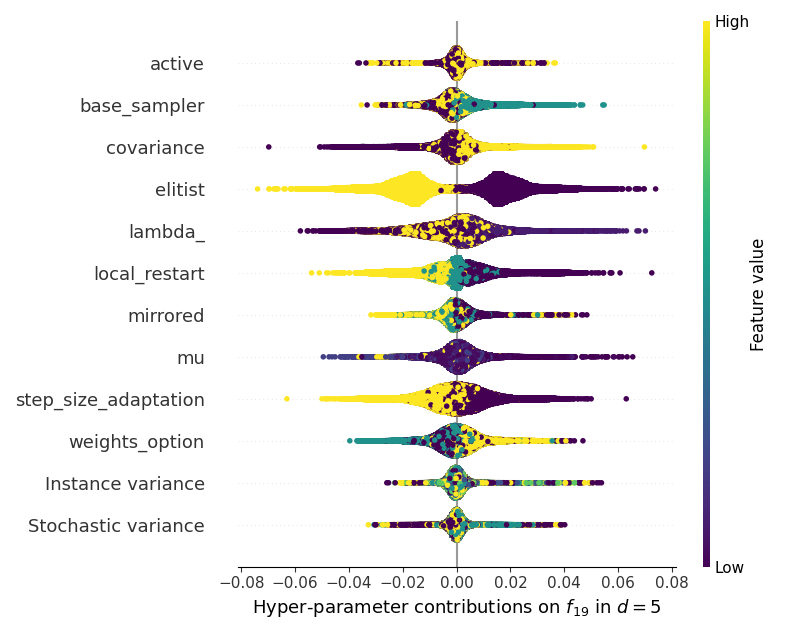 High
active
base_sampler
covariance
elitist
lambda_
local_restart
mirrored
mu
step_size_adaptation
weights_option
Instance variance
Stochastic variance
Feature value
Low
−0.08 −0.06 −0.04 −0.02 0.00 0.02 0.04 0.06 0.08
Hyper-parameter contributions on f₁₉ in d = 5